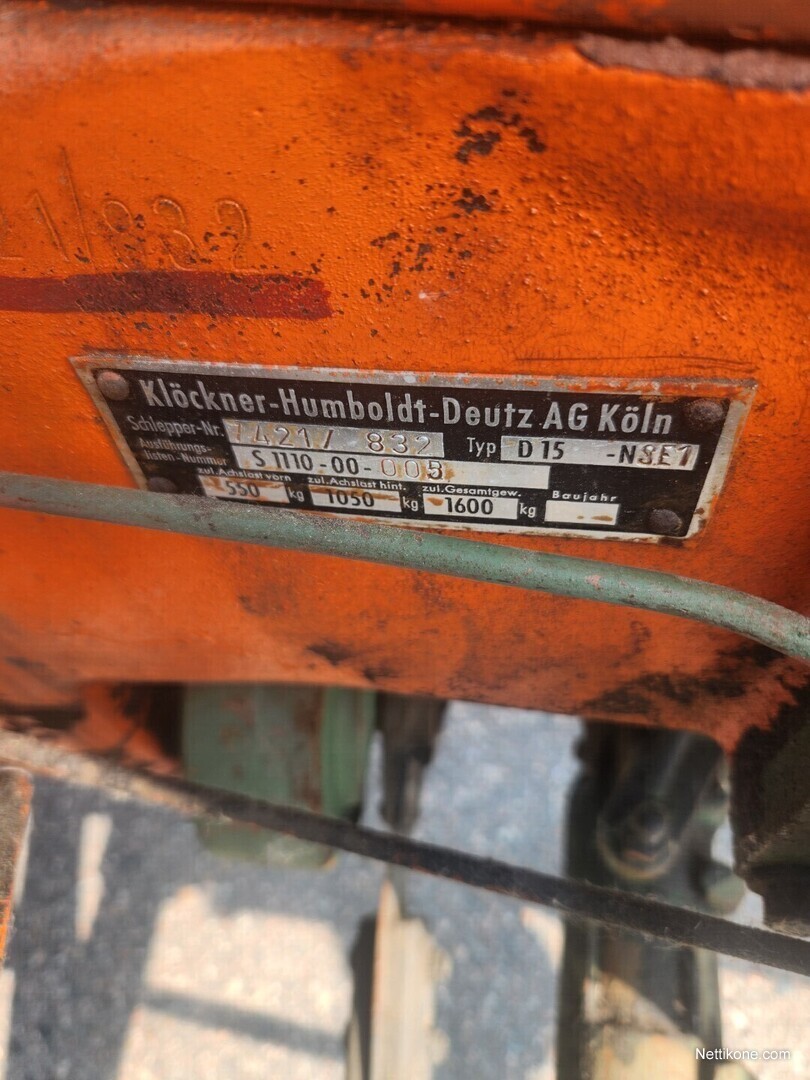 21/832
Klöckner-Humboldt-Deutz AG Köln
Schlepper-Nr. 7421/ 832 Typ D 15 -NSE1
Ausführungs-
listen-Nummer S 1110-00-005
zul.Achslast vorn zul.Achslast hint. zul.Gesamtgew. Baujahr
550 kg 1050 kg 1600 kg
Nettikone.com